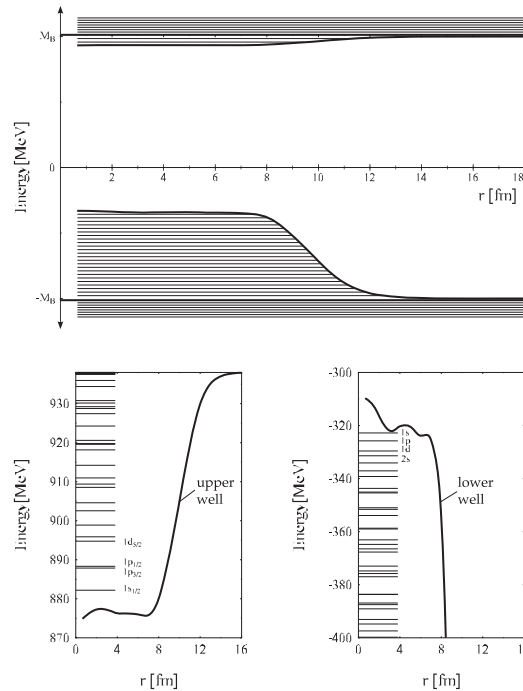 M_B
Energy [MeV]
0
2 4 6 8 10 12 14 16 18
r [fm]
-M_B
930
920
910
900
890
880
870
Energy [MeV]
1d5/2
1p1/2
1p3/2
1s1/2
upper
well
0 4 8 12 16
r [fm]
-300
-320
-340
-360
-380
-400
Energy [MeV]
1s
1p
1d
2s
lower
well
0 4 8 12 16
r [fm]